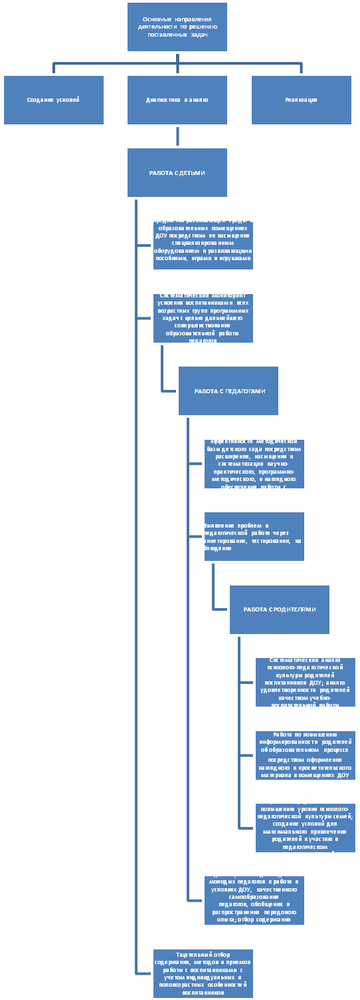 Основные направления
деятельности по решению
поставленных задач
Создание условий
Диагностика и анализ
Реализация
РАБОТА С ДЕТЬМИ
образовательных помещениях
ДОУ посредством ее насыщения
специализированным
оборудованием и развивающими
пособиями, играми и игрушками
Систематический мониторинг
усвоения воспитанниками всех
возрастных групп программных
задач с целью дальнейшего
совершенствования
образовательной работы
педагогов
РАБОТА С ПЕДАГОГАМИ
эффективности методической
базы детского сада посредством
расширения, насыщения и
систематизации научно-
практического, программно-
методического, и наглядного
обеспечения работы с
Выявление проблем в
педагогической работе через
анкетирование, тестировании, на
блюдение
РАБОТА С РОДИТЕЛЯМИ
Систематический анализ
психолого-педагогической
культуры родителей
воспитанников ДОУ; анализ
удовлетворенности родителей
качеством учебно-
воспитательной работы
Работа по повышению
информированности родителей
об образовательном процессе
посредством оформления
наглядного и просветительского
материала в помещениях ДОУ
повышению уровня психолого-
педагогической культуры семей;
создание условий для
максимального привлечения
родителей к участию в
педагогическом
молодых педагогов к работе в
условиях ДОУ, качественного
самообразования
педагогов, обобщения и
распространения передового
опыта; отбор содержания
Тщательный отбор
содержания, методов и приемов
работы с воспитанниками с
учетом индивидуальных и
половозрастных особенностей
воспитанников